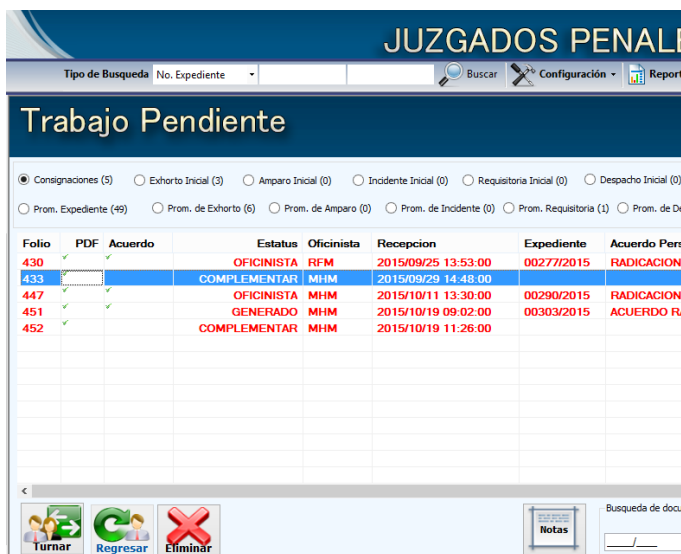 JUZGADOS PENALE
Tipo de Busqueda No. Expediente Buscar Configuración Report
Trabajo Pendiente
Consignaciones (5) Exhorto Inicial (3) Amparo Inicial (0) Incidente Inicial (0) Requisitoria Inicial (0) Despacho Inicial (0)
Prom. Expediente (49) Prom. de Exhorto (6) Prom. de Amparo (0) Prom. de Incidente (0) Prom. Requisitoria (1) Prom. de De
Folio PDF Acuerdo Estatus Oficinista Recepcion Expediente Acuerdo Pers
430 OFICINISTA RFM 2015/09/25 13:53:00 00277/2015 RADICACION
433 COMPLEMENTAR MHM 2015/09/29 14:48:00
447 OFICINISTA MHM 2015/10/11 13:30:00 00290/2015 RADICACION
451 GENERADO MHM 2015/10/19 09:02:00 00303/2015 ACUERDO RA
452 COMPLEMENTAR MHM 2015/10/19 11:26:00
Busqueda de docu
Turnar Regresar Eliminar Notas __/__